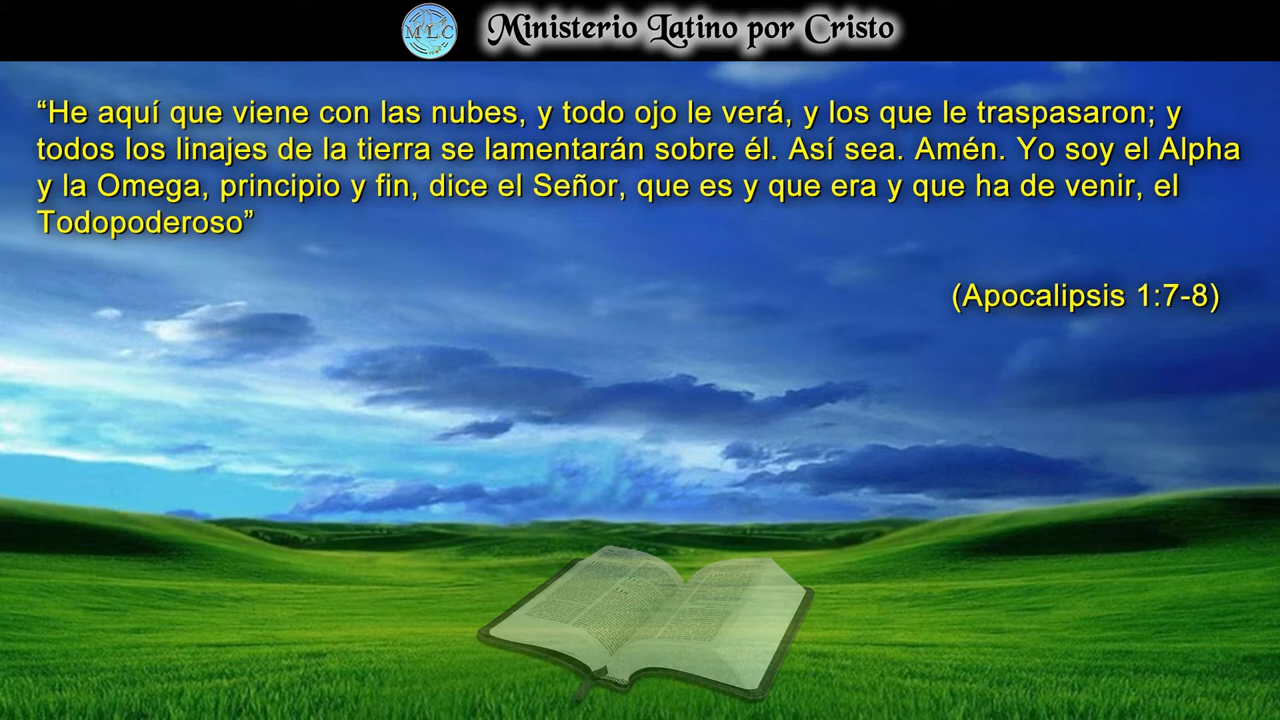 MLC
Ministerio Latino por Cristo
“He aquí que viene con las nubes, y todo ojo le verá, y los que le traspasaron; y
todos los linajes de la tierra se lamentarán sobre él. Así sea. Amén. Yo soy el Alpha
y la Omega, principio y fin, dice el Señor, que es y que era y que ha de venir, el
Todopoderoso”
(Apocalipsis 1:7-8)